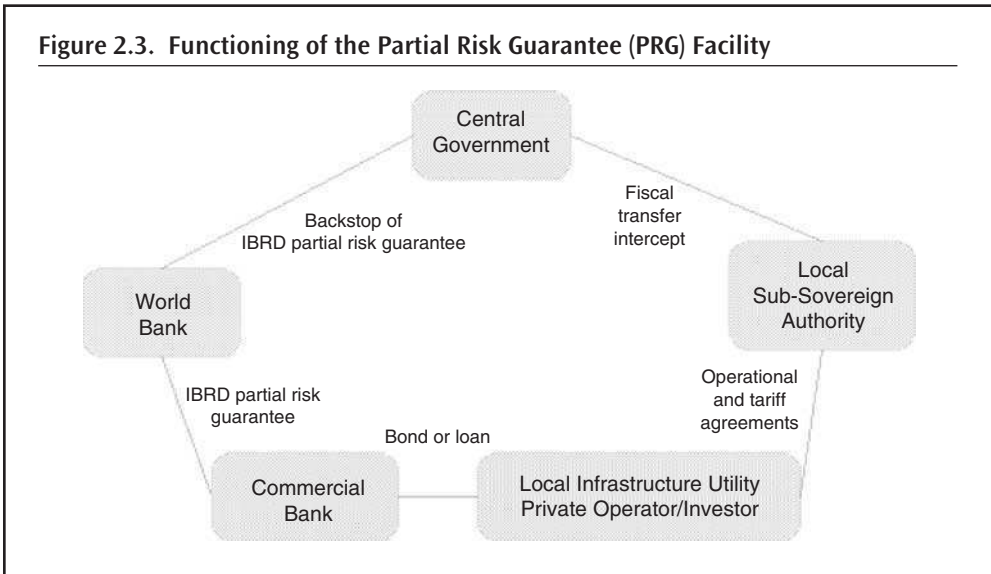 Figure 2.3. Functioning of the Partial Risk Guarantee (PRG) Facility
Central
Government
Backstop of
IBRD partial risk guarantee
Fiscal
transfer
intercept
World
Bank
Local
Sub-Sovereign
Authority
IBRD partial risk
guarantee
Operational
and tariff
agreements
Bond or loan
Commercial
Bank
Local Infrastructure Utility
Private Operator/Investor